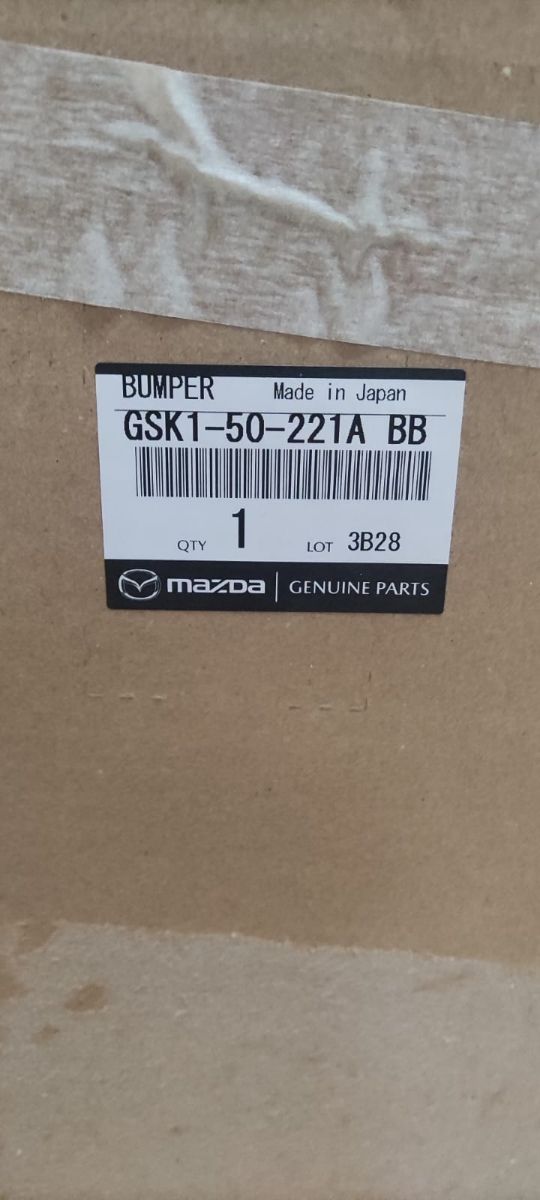 BUMPER Made in Japan
GSK1-50-221A BB
QTY 1 LOT 3B28
mazda GENUINE PARTS